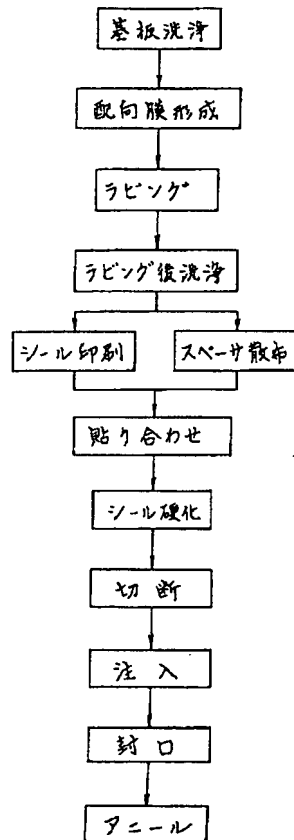 基板洗浄
配向膜形成
ラビング
ラビング後洗浄
シール印刷
スペーサ散布
貼り合わせ
シール硬化
切断
注入
封口
アニール